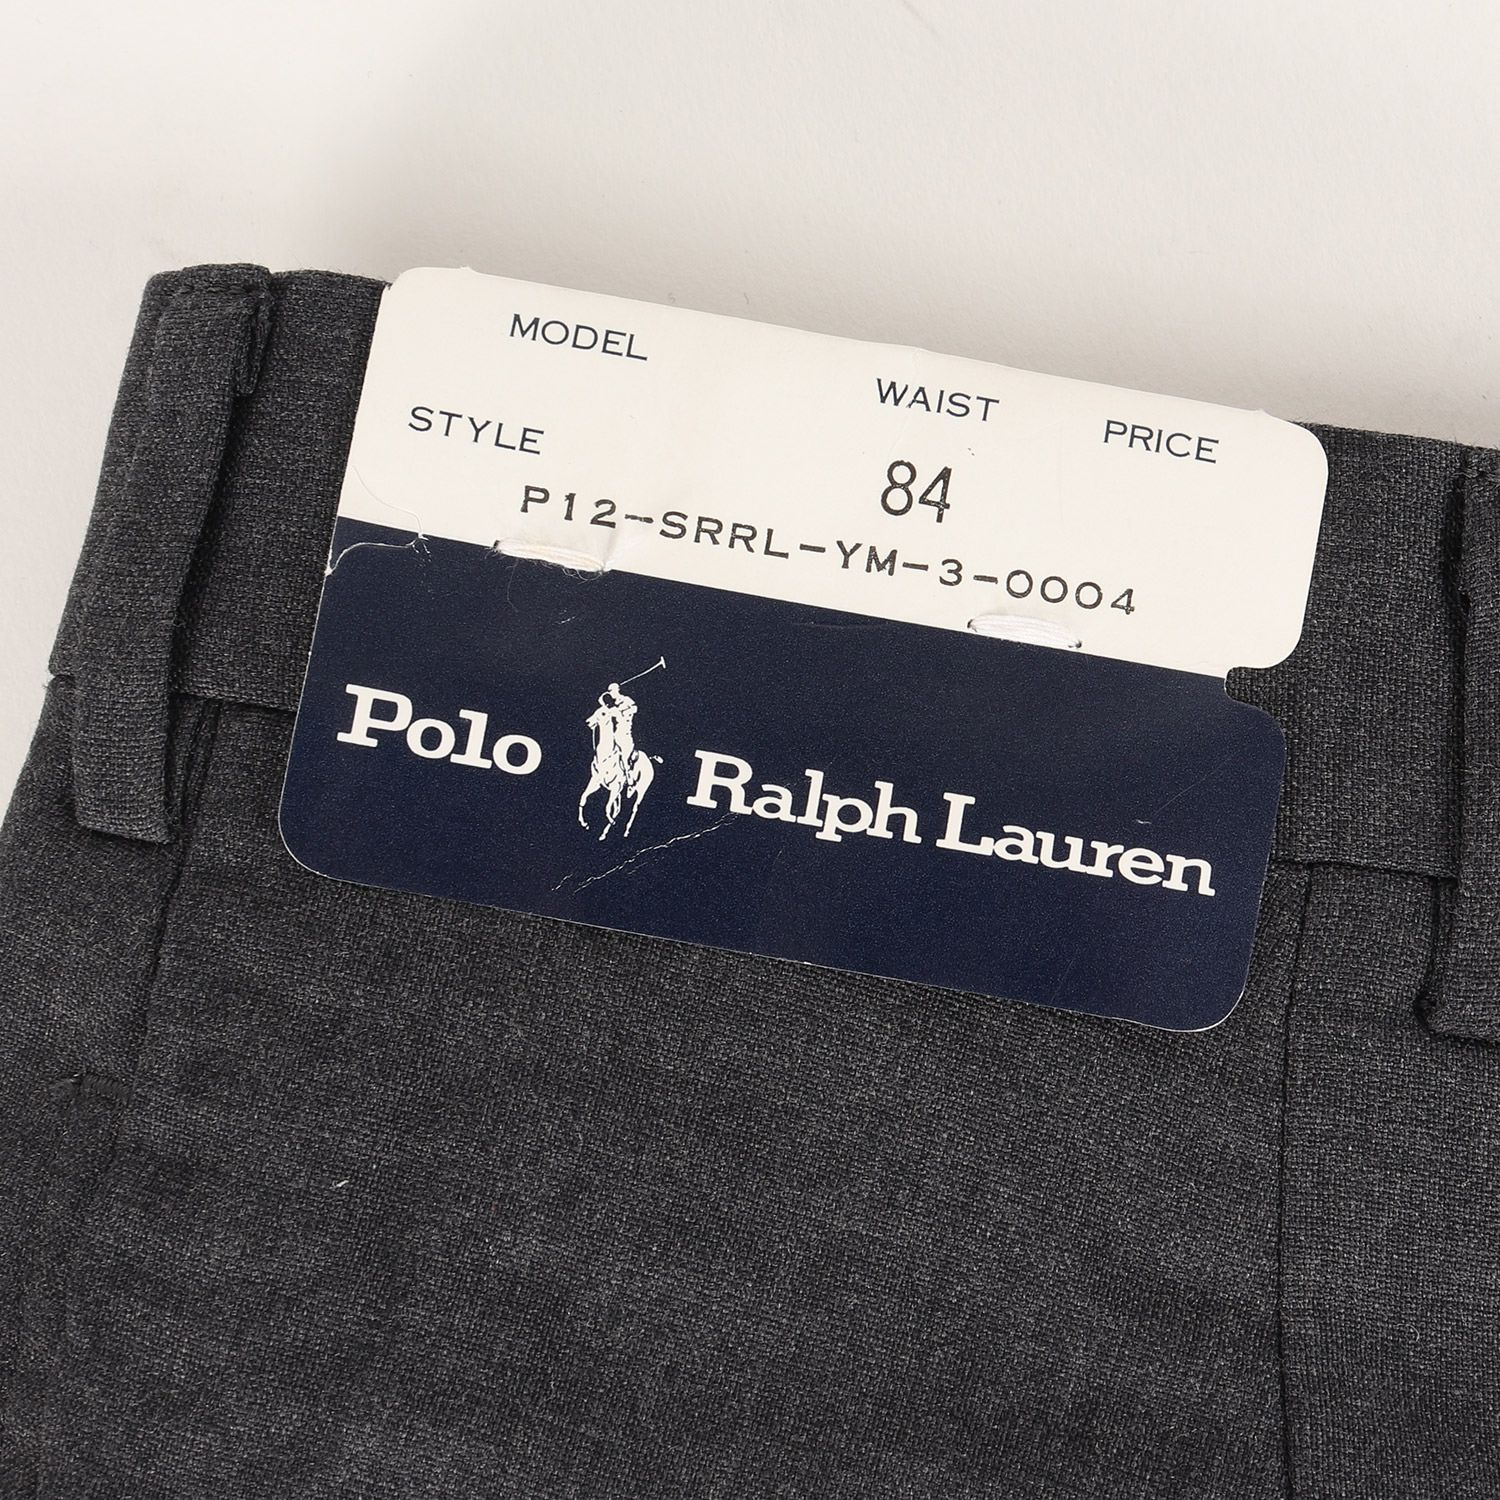 MODEL
WAIST
PRICE
STYLE
84
P12-SRRL-YM-3-0004
Polo Ralph Lauren